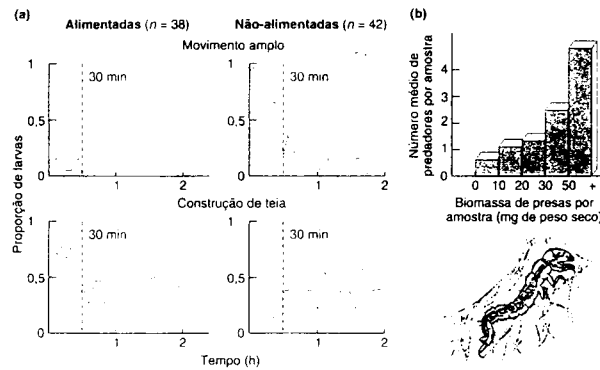 (a)
Alimentadas (n = 38)
Não-alimentadas (n = 42)
Movimento amplo
1
30 min
0,5
0
1
2
1
30 min
0,5
0
1
2
Proporção de larvas
Construção de teia
1
30 min
0,5
0
1
2
1
30 min
0,5
0
1
2
Tempo (h)
(b)
Número médio de
predadores por amostra
4
3
2
1
0
0 10 20 30 50 +
Biomassa de presas por
amostra (mg de peso seco)